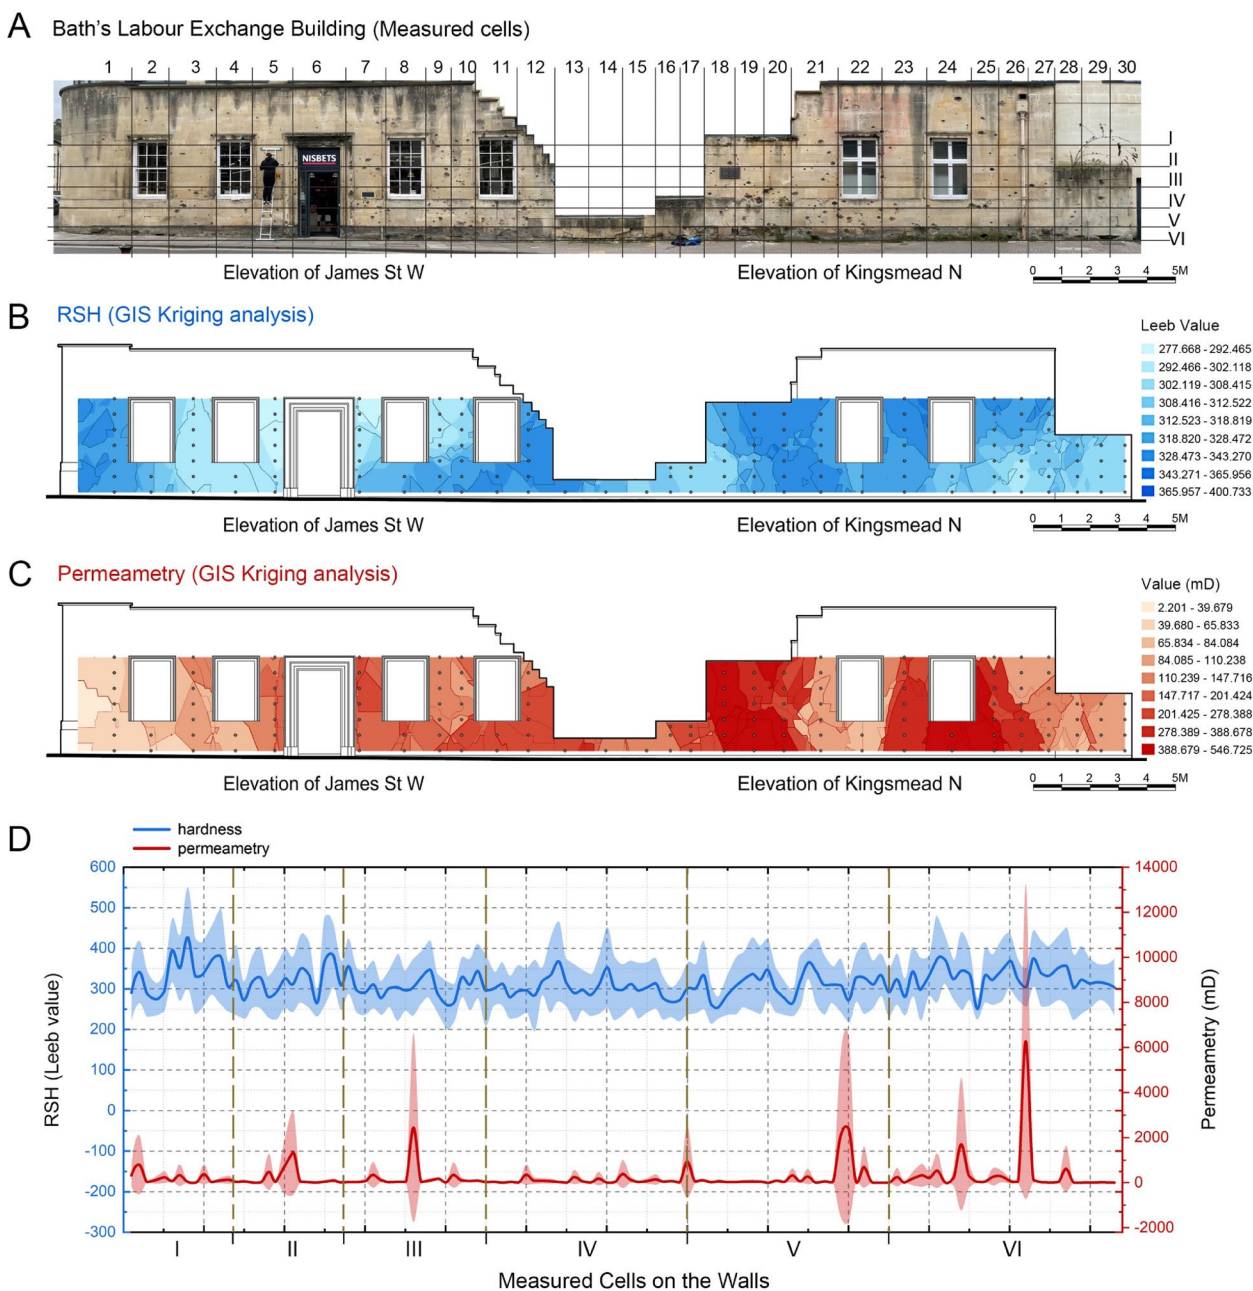 A Bath's Labour Exchange Building (Measured cells)
1 2 3 4 5 6 7 8 9 10 11 12 13 14 15 16 17 18 19 20 21 22 23 24 25 26 27 28 29 30
NISBETS
I
II
III
IV
V
VI
Elevation of James St W
Elevation of Kingsmead N
0 1 2 3 4 5M
B RSH (GIS Kriging analysis)
Leeb Value
277.668 - 292.465
292.466 - 302.118
302.119 - 308.415
308.416 - 312.522
312.523 - 318.819
318.820 - 328.472
328.473 - 343.270
343.271 - 365.956
365.957 - 400.733
Elevation of James St W
Elevation of Kingsmead N
0 1 2 3 4 5M
C Permeametry (GIS Kriging analysis)
Value (mD)
2.201 - 39.679
39.680 - 65.833
65.834 - 84.084
84.085 - 110.238
110.239 - 147.716
147.717 - 201.424
201.425 - 278.388
278.389 - 388.678
388.679 - 546.725
Elevation of James St W
Elevation of Kingsmead N
0 1 2 3 4 5M
D
hardness
permeametry
RSH (Leeb value)
600
500
400
300
200
100
0
-100
-200
-300
14000
12000
10000
8000
6000
4000
2000
0
-2000
Permeametry (mD)
I II III IV V VI
Measured Cells on the Walls